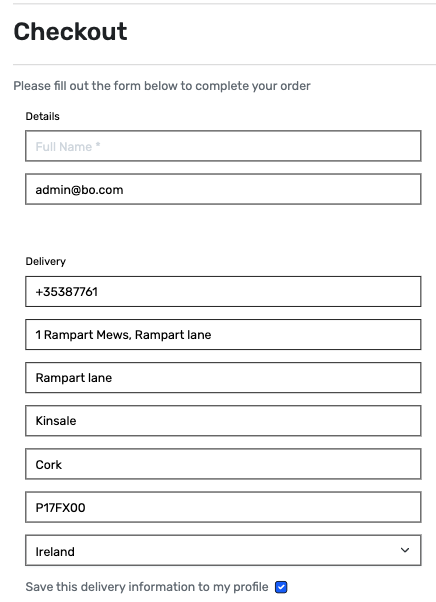 Checkout
Please fill out the form below to complete your order
Details
Full Name *
admin@bo.com
Delivery
+35387761
1 Rampart Mews, Rampart lane
Rampart lane
Kinsale
Cork
P17FX00
Ireland
Save this delivery information to my profile